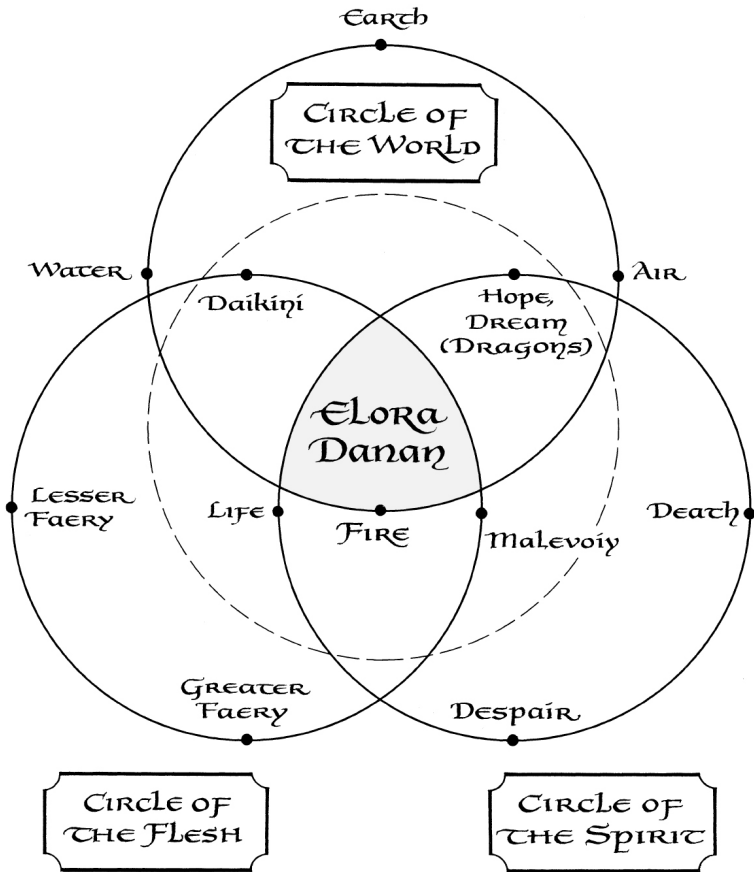 Earth
Circle of
the World
Water
Air
Daikini
Hope,
Dream
(Dragons)
Elora
Danan
Lesser
Faery
Life
Fire
Malevoiy
Death
Greater
Faery
Despair
Circle of
the Flesh
Circle of
the Spirit